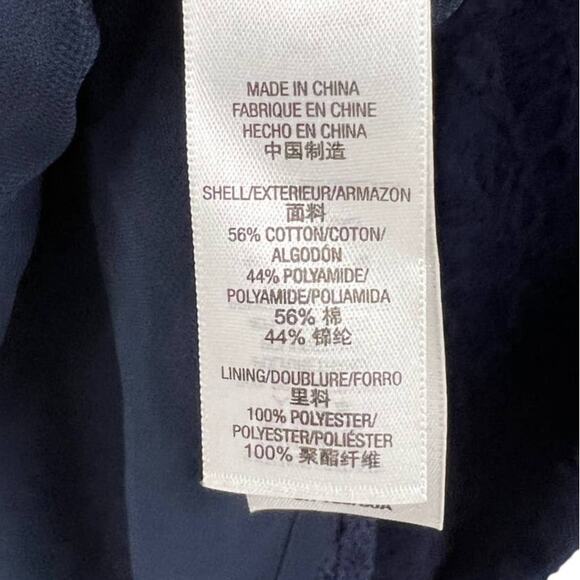 MADE IN CHINA
FABRIQUE EN CHINE
HECHO EN CHINA
中国制造
SHELL/EXTERIEUR/ARMAZON
面料
56% COTTON/COTON/
ALGODÓN
44% POLYAMIDE/
POLYAMIDE/POLIAMIDA
56% 棉
44% 锦纶
LINING/DOUBLURE/FORRO
里料
100% POLYESTER/
POLYESTER/POLIÉSTER
100% 聚酯纤维